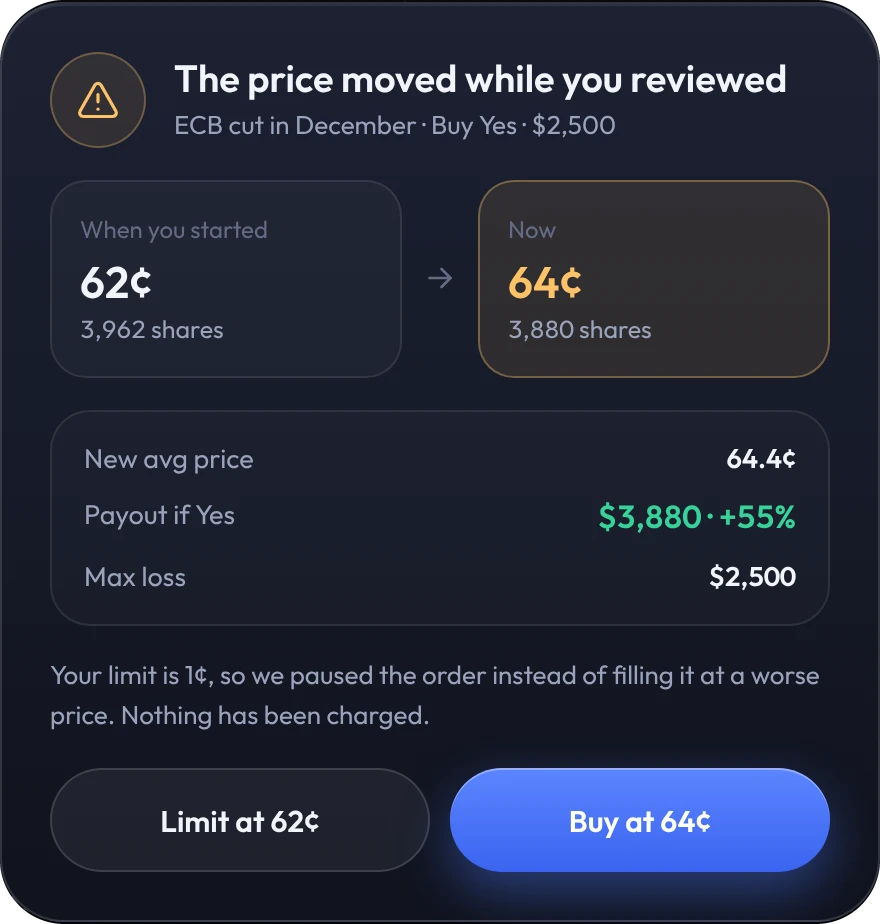 The price moved while you reviewed
ECB cut in December · Buy Yes · $2,500
When you started
62¢
3,962 shares
→
Now
64¢
3,880 shares
New avg price 64.4¢
Payout if Yes $3,880 · +55%
Max loss $2,500
Your limit is 1¢, so we paused the order instead of filling it at a worse
price. Nothing has been charged.
Limit at 62¢
Buy at 64¢